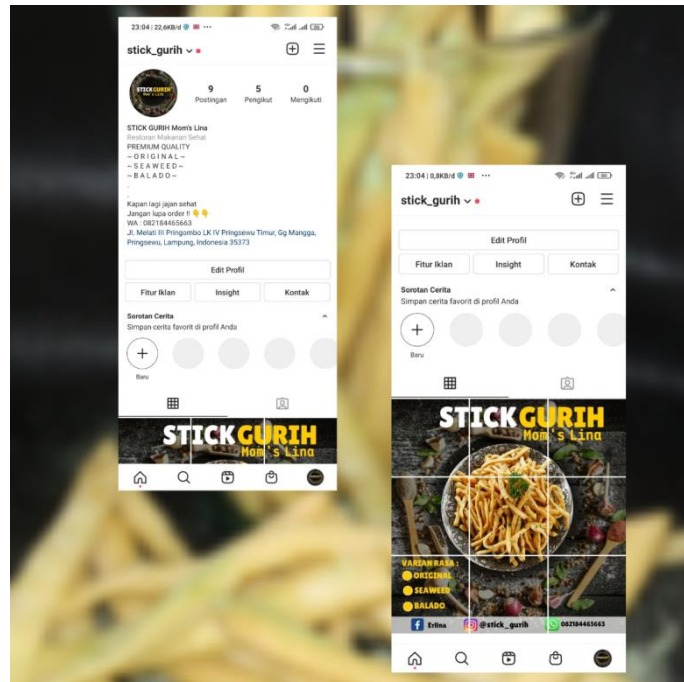 23:04 | 22,6KB/d
stick_gurih
9 5 0
Postingan Pengikut Mengikuti
STICK GURIH Mom's Lina
Restoran Makanan Sehat
PREMIUM QUALITY
~ O R I G I N A L ~
~ S E A W E E D ~
~ B A L A D O ~
.
.
Kapan lagi jajan sehat
Jangan lupa order !! 👇👇
WA : 082184465663
Jl. Melati III Pringombo LK IV Pringsewu Timur, Gg Mangga,
Pringsewu, Lampung, Indonesia 35373
Edit Profil
Fitur Iklan Insight Kontak
Sorotan Cerita
Simpan cerita favorit di profil Anda
Baru
STICK GURIH
Mom's Lina
23:04 | 0,8KB/d
stick_gurih
Edit Profil
Fitur Iklan Insight Kontak
Sorotan Cerita
Simpan cerita favorit di profil Anda
Baru
STICK GURIH
Mom's Lina
VARIAN RASA :
ORIGINAL
SEAWEED
BALADO
Erlina @stick_gurih 082184465663